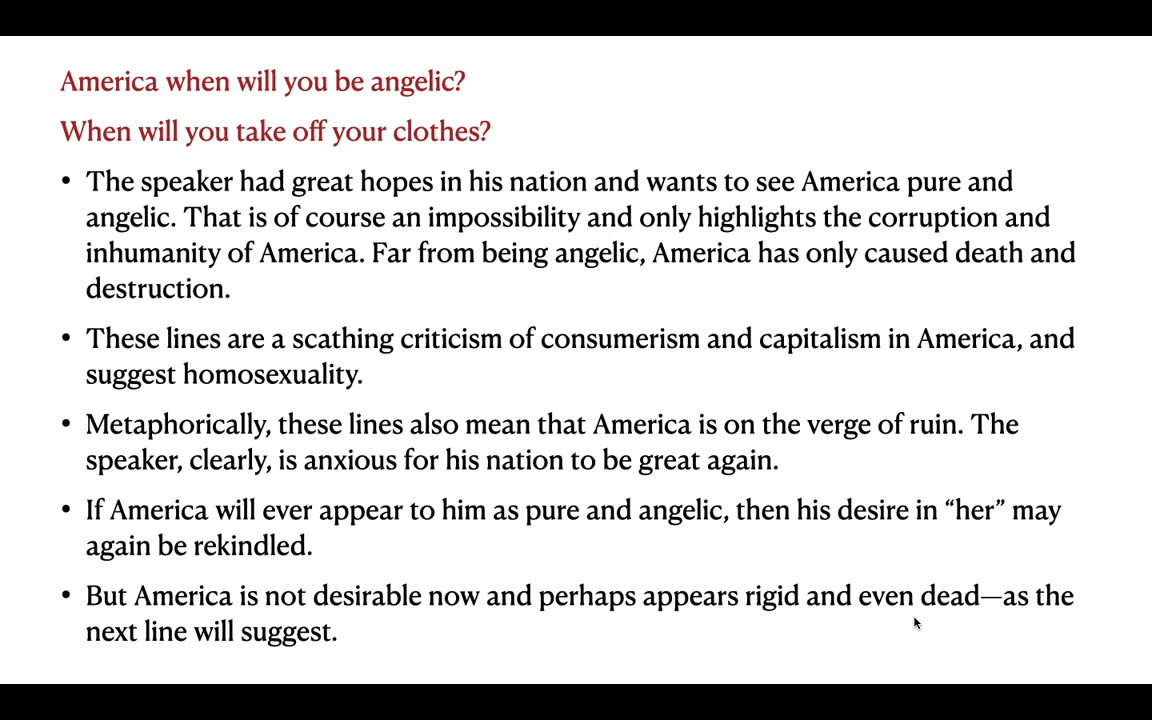 America when will you be angelic?
When will you take off your clothes?
• The speaker had great hopes in his nation and wants to see America pure and
angelic. That is of course an impossibility and only highlights the corruption and
inhumanity of America. Far from being angelic, America has only caused death and
destruction.
• These lines are a scathing criticism of consumerism and capitalism in America, and
suggest homosexuality.
• Metaphorically, these lines also mean that America is on the verge of ruin. The
speaker, clearly, is anxious for his nation to be great again.
• If America will ever appear to him as pure and angelic, then his desire in “her” may
again be rekindled.
• But America is not desirable now and perhaps appears rigid and even dead—as the
next line will suggest.